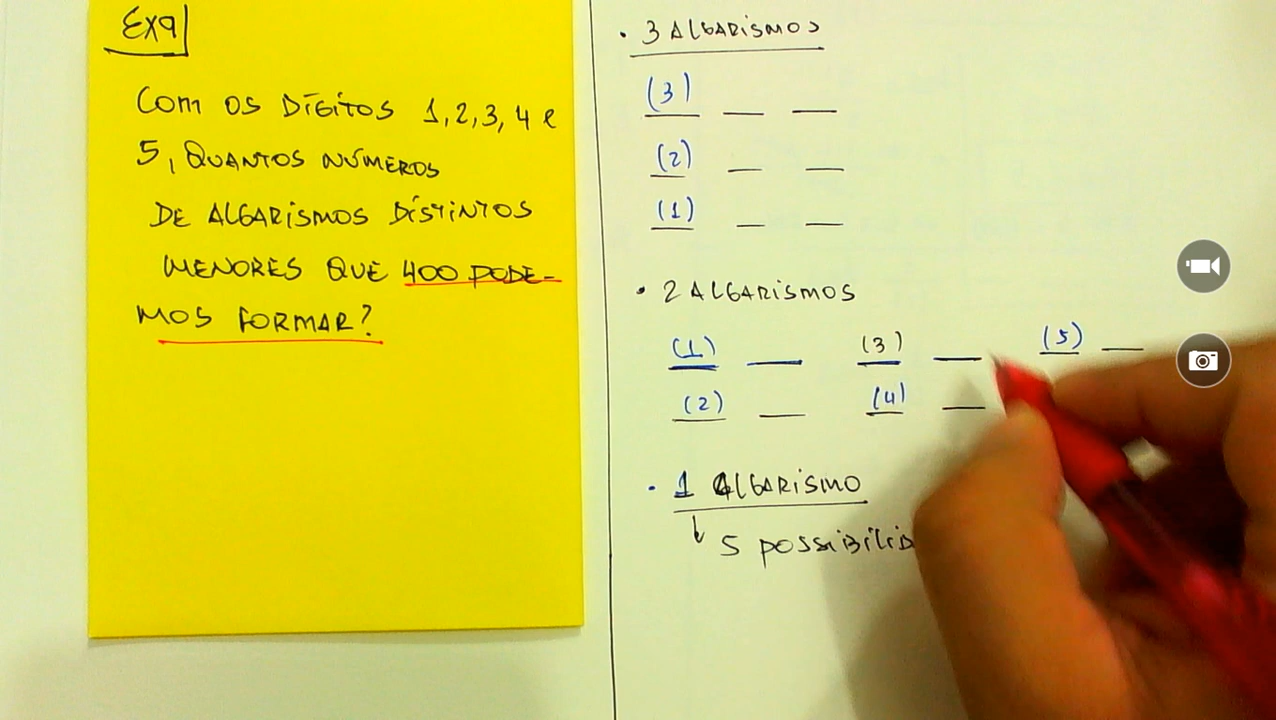 EX9
COM OS DÍGITOS 1, 2, 3, 4 e
5, QUANTOS NÚMEROS
DE ALGARISMOS DISTINTOS
MENORES QUE 400 PODE-
MOS FORMAR?
• 3 ALGARISMOS
(3) __ __
(2) __ __
(1) __ __
• 2 ALGARISMOS
(1) __ (3) __ (5) __
(2) __ (4) __
• 1 ALGARISMO
5